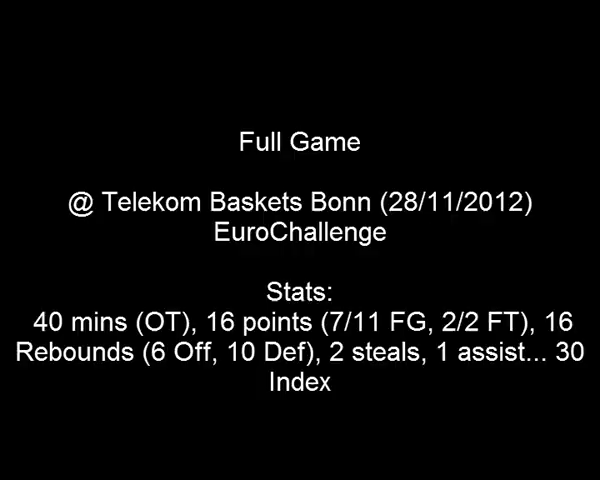 Full Game
@ Telekom Baskets Bonn (28/11/2012)
EuroChallenge
Stats:
40 mins (OT), 16 points (7/11 FG, 2/2 FT), 16
Rebounds (6 Off, 10 Def), 2 steals, 1 assist... 30
Index